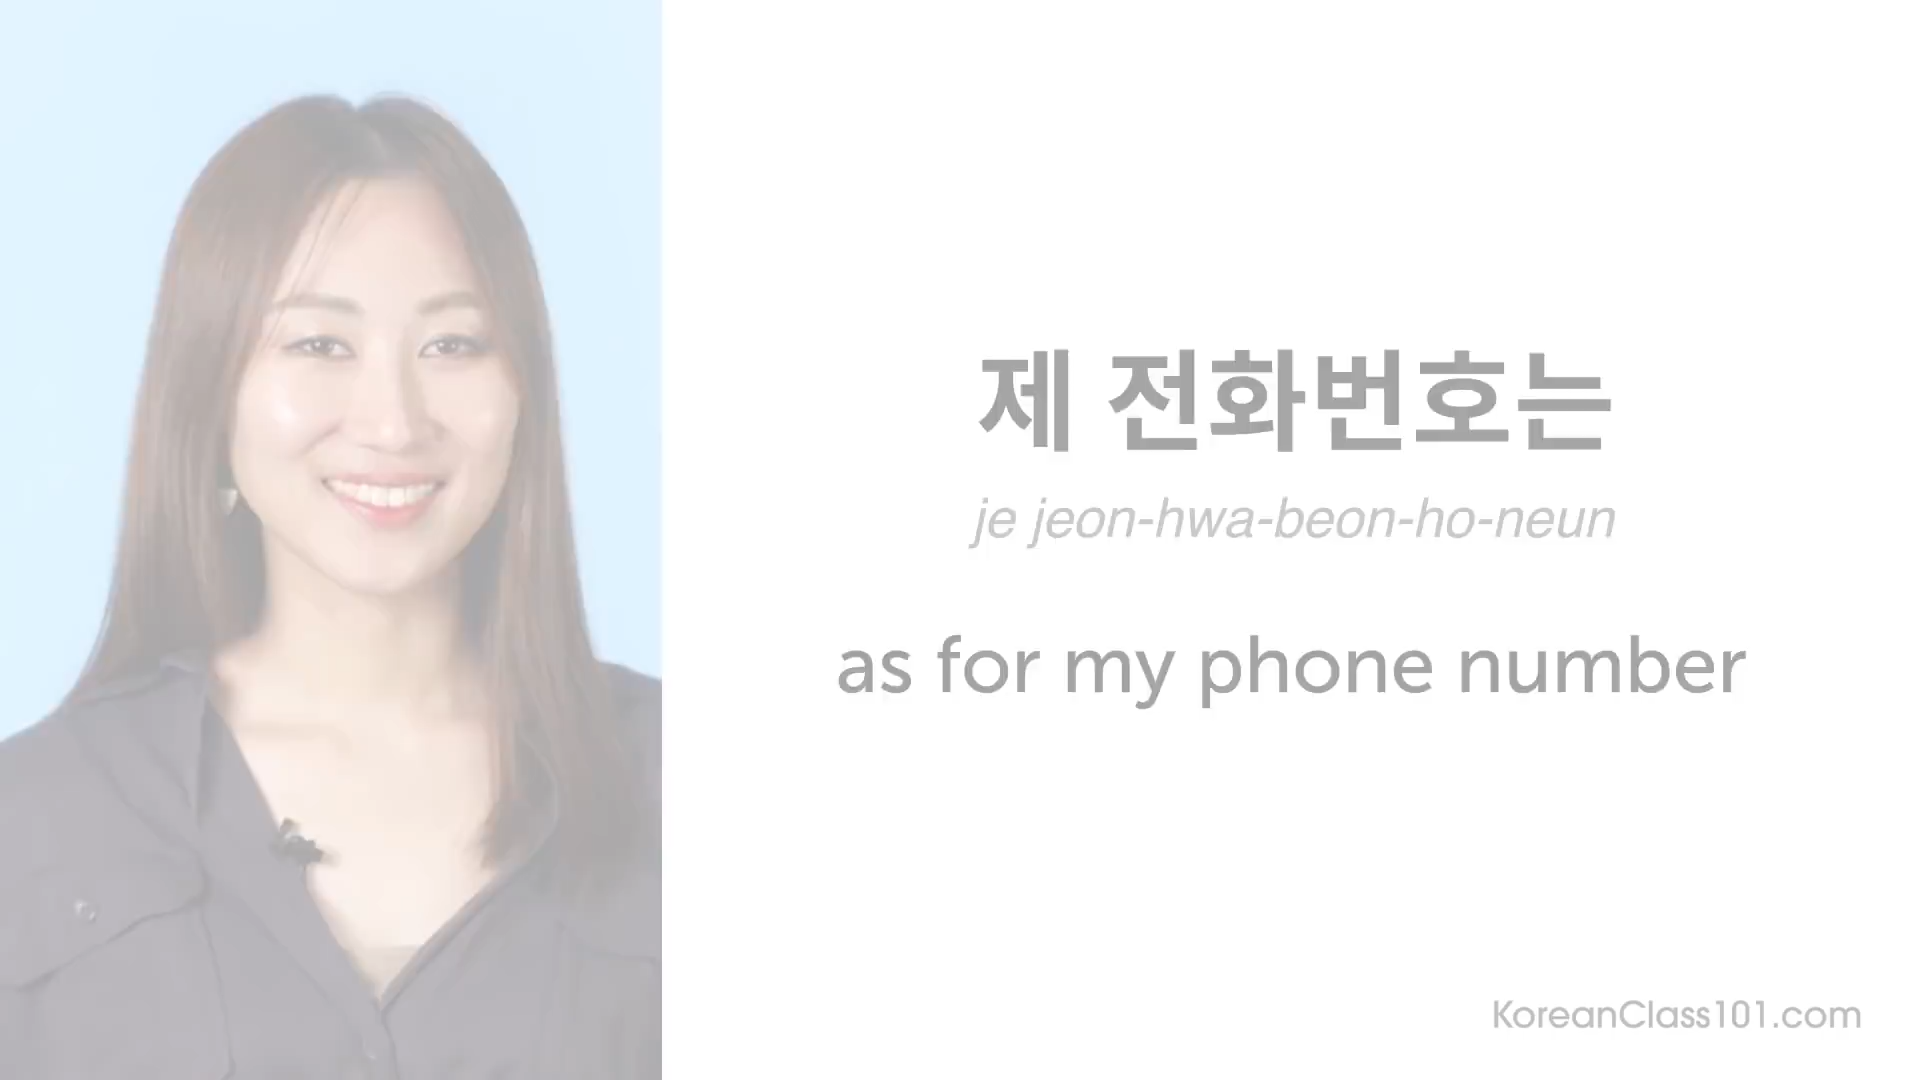 제 전화번호는
je jeon-hwa-beon-ho-neun
as for my phone number
KoreanClass101.com